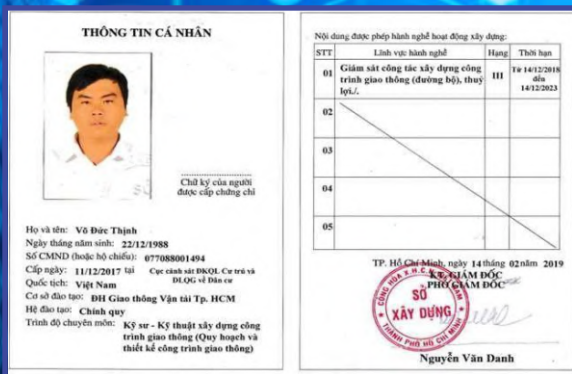 THÔNG TIN CÁ NHÂN
Chữ ký của người
được cấp chứng chỉ
Họ và tên: Võ Đức Thịnh
Ngày tháng năm sinh: 22/12/1988
Số CMND (hoặc hộ chiếu): 077088001494
Cấp ngày: 11/12/2017 tại Cục cảnh sát ĐKQL Cư trú và
DLQG về Dân cư
Quốc tịch: Việt Nam
Cơ sở đào tạo: ĐH Giao thông Vận tải Tp. HCM
Hệ đào tạo: Chính quy
Trình độ chuyên môn: Kỹ sư - Kỹ thuật xây dựng công
trình giao thông (Quy hoạch và
thiết kế công trình giao thông)
Nội dung được phép hành nghề hoạt động xây dựng:
STT Lĩnh vực hành nghề Hạng Thời hạn
01 Giám sát công tác xây dựng công
trình giao thông (đường bộ), thuỷ
lợi./.
III
Từ 14/12/2018
đến
14/12/2023
02
03
04
05
TP. Hồ Chí Minh, ngày 14 tháng 02 năm 2019
KT. GIÁM ĐỐC
PHÓ GIÁM ĐỐC
SỞ
XÂY DỰNG
THÀNH PHỐ HỒ CHÍ MINH
Nguyễn Văn Danh